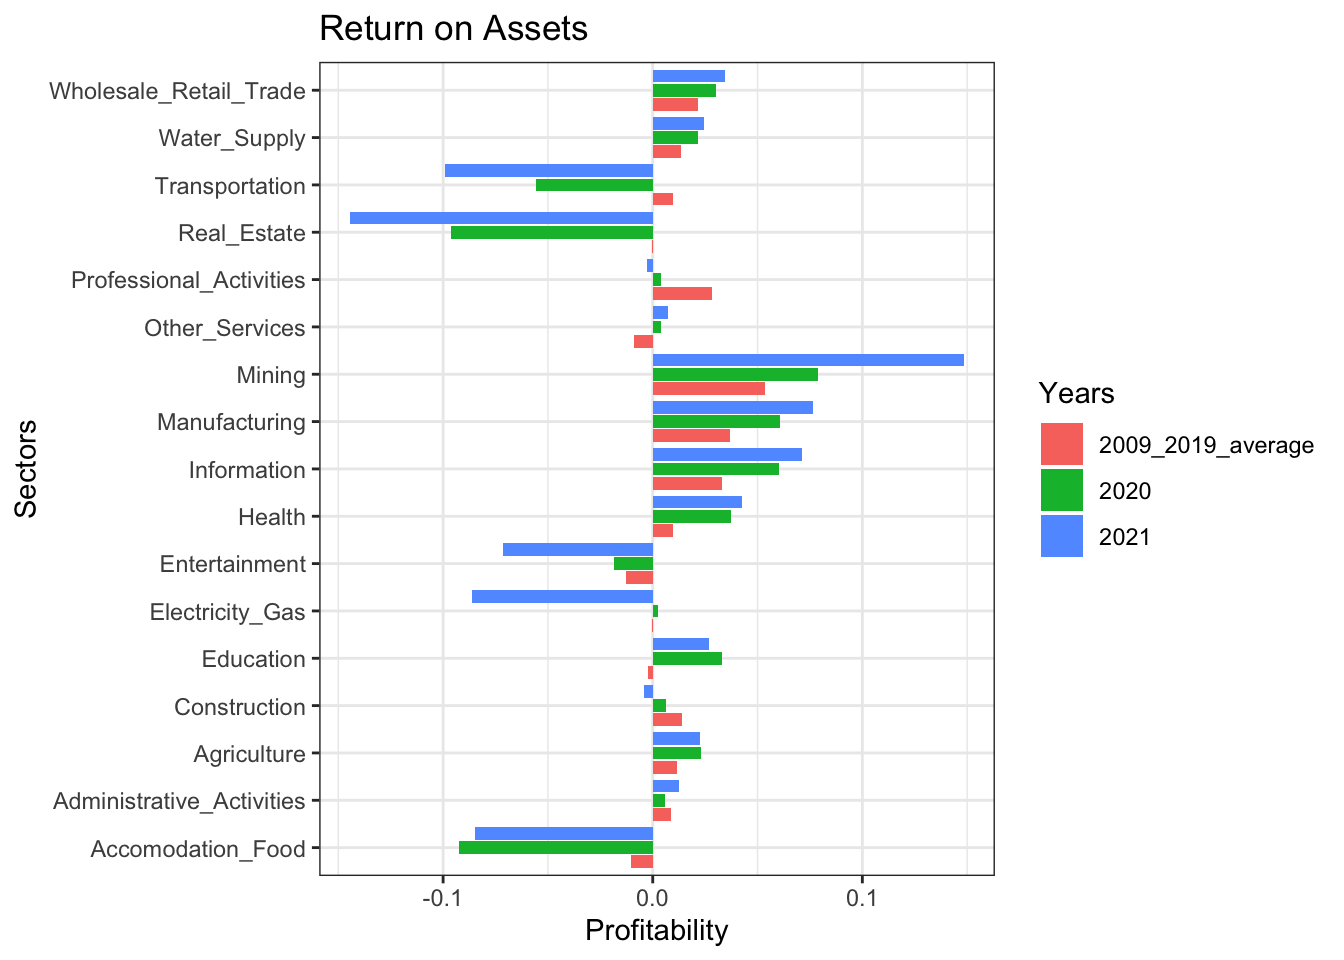 Return on Assets
Wholesale_Retail_Trade
Water_Supply
Transportation
Real_Estate
Professional_Activities
Other_Services
Mining
Manufacturing
Information
Health
Entertainment
Electricity_Gas
Education
Construction
Agriculture
Administrative_Activities
Accomodation_Food
Sectors
-0.1 0.0 0.1
Profitability
Years
2009_2019_average
2020
2021